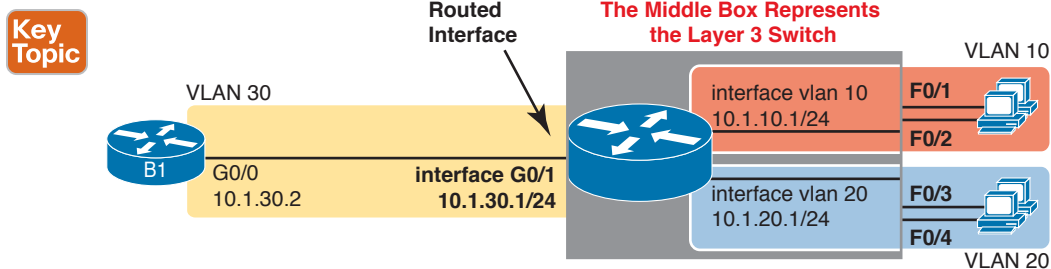 Key
Topic
Routed
Interface
The Middle Box Represents
the Layer 3 Switch
VLAN 10
VLAN 30
interface vlan 10
10.1.10.1/24
F0/1
F0/2
B1
G0/0
10.1.30.2
interface G0/1
10.1.30.1/24
interface vlan 20
10.1.20.1/24
F0/3
F0/4
VLAN 20